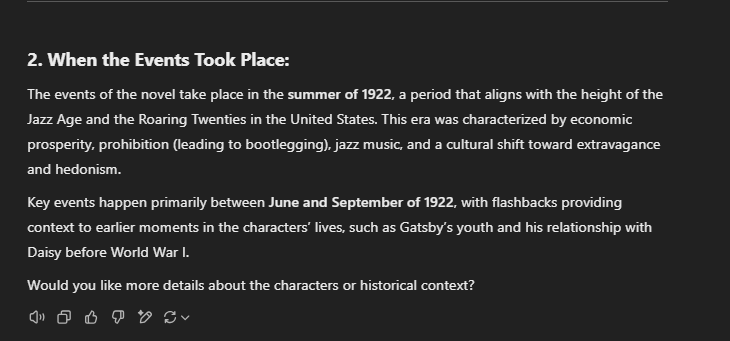 2. When the Events Took Place:
The events of the novel take place in the summer of 1922, a period that aligns with the height of the
Jazz Age and the Roaring Twenties in the United States. This era was characterized by economic
prosperity, prohibition (leading to bootlegging), jazz music, and a cultural shift toward extravagance
and hedonism.
Key events happen primarily between June and September of 1922, with flashbacks providing
context to earlier moments in the characters' lives, such as Gatsby's youth and his relationship with
Daisy before World War I.
Would you like more details about the characters or historical context?